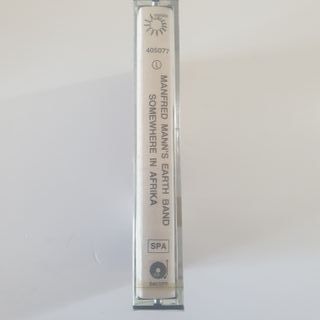 405077
MANFRED MANN'S EARTH BAND
SOMEWHERE IN AFRIKA
SPA